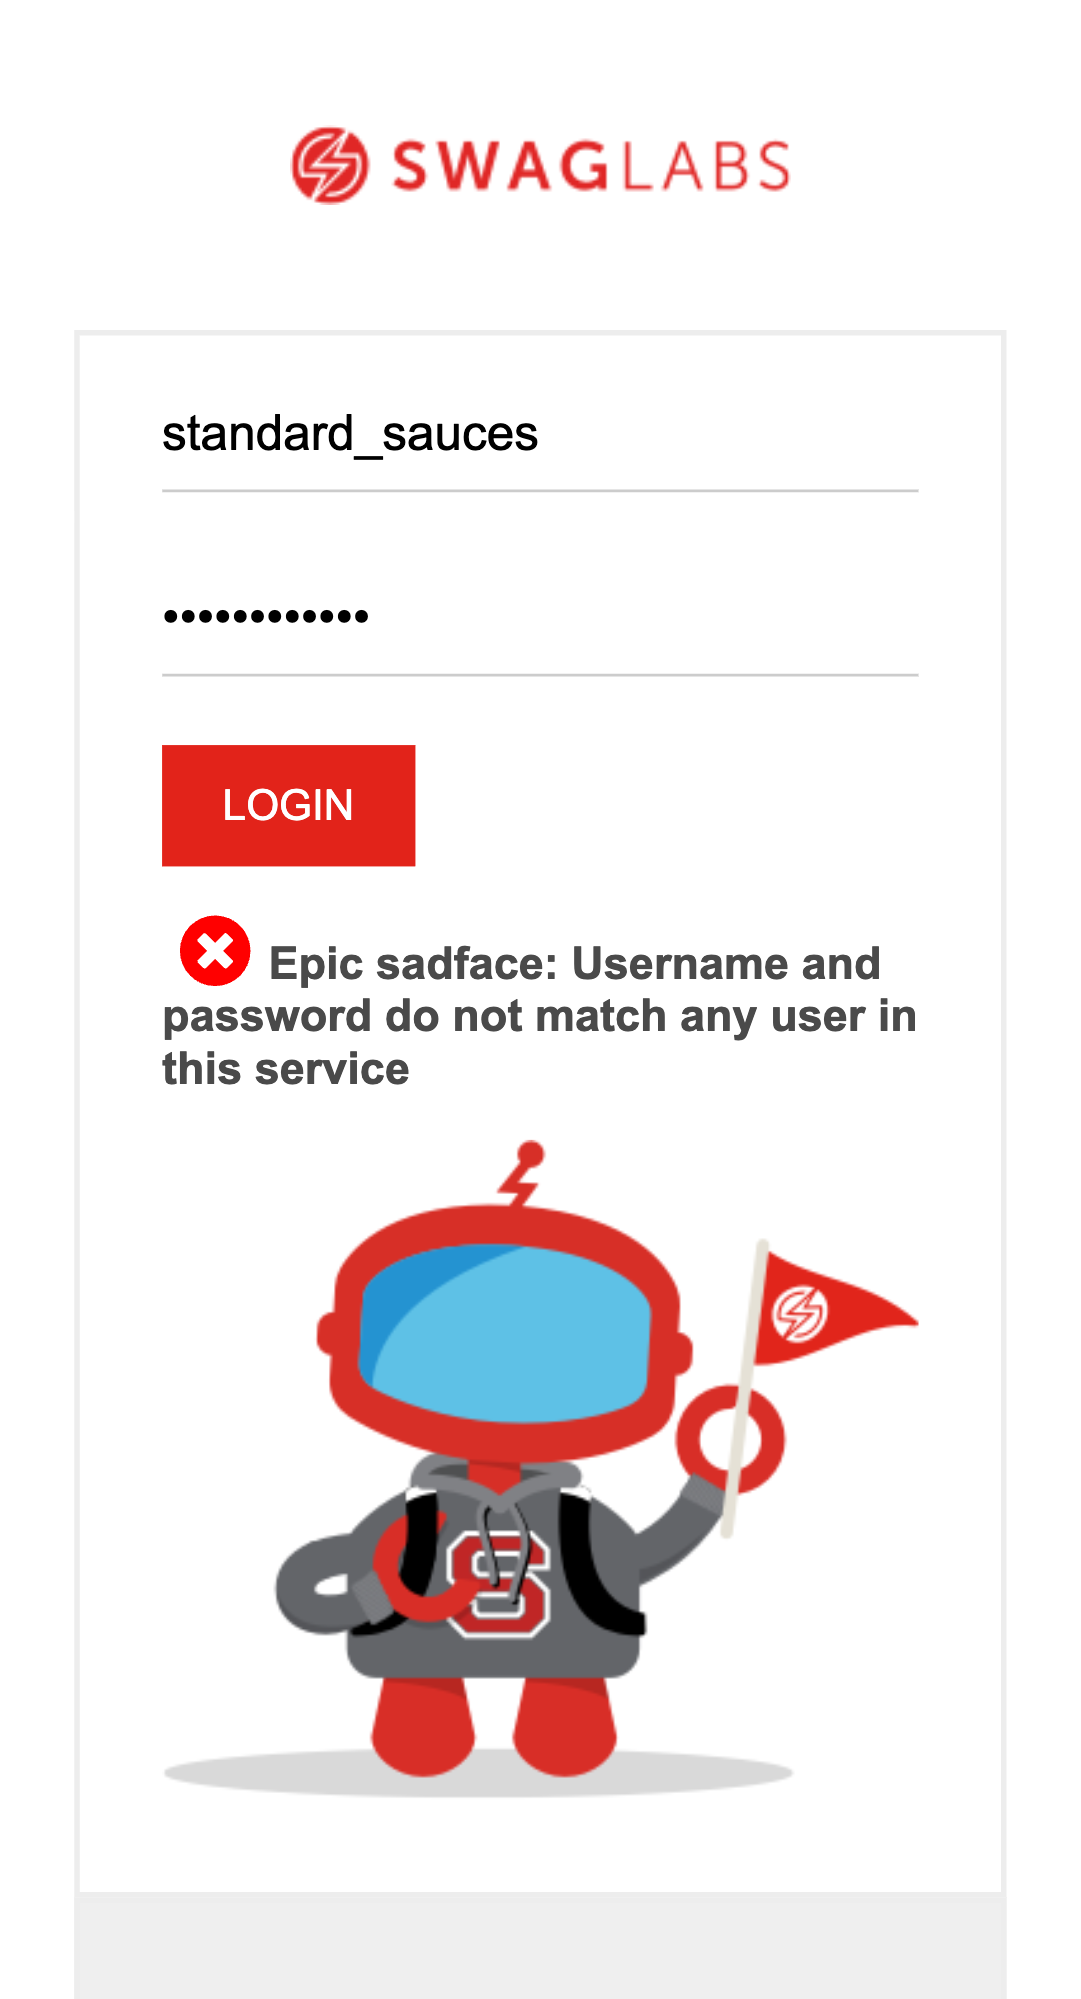 SWAGLABS
standard_sauces
••••••••••••
LOGIN
Epic sadface: Username and
password do not match any user in
this service
S